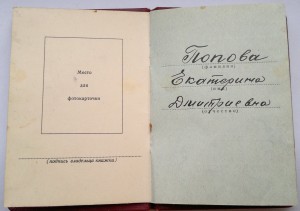 Место
для
фотокарточки
(подпись владельца книжки)
Попова
(фамилия)
Екатерина
(имя)
Дмитриевна
(отчество)